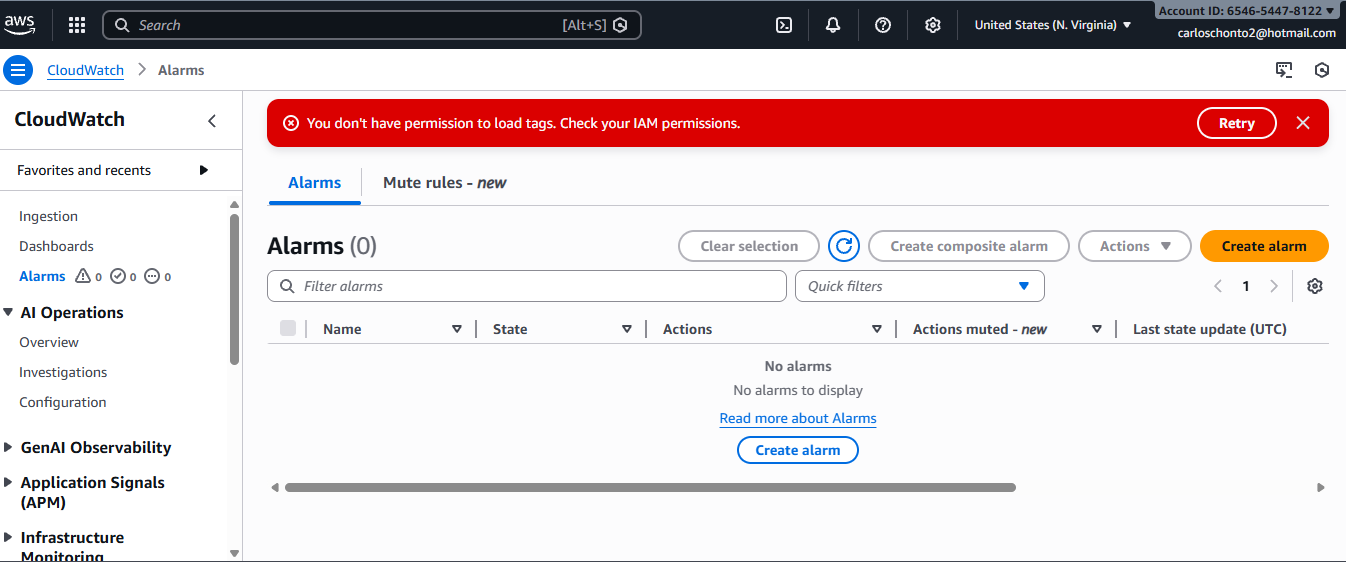 aws
Search
[Alt+S]
United States (N. Virginia)
Account ID: 6546-5447-8122
carloschonto2@hotmail.com
CloudWatch
Alarms
CloudWatch
Favorites and recents
Ingestion
Dashboards
Alarms 0 0 0
AI Operations
Overview
Investigations
Configuration
GenAI Observability
Application Signals
(APM)
Infrastructure
Monitoring
You don't have permission to load tags. Check your IAM permissions.
Retry
Alarms
Mute rules - new
Alarms (0)
Clear selection
Create composite alarm
Actions
Create alarm
Filter alarms
Quick filters
1
Name
State
Actions
Actions muted - new
Last state update (UTC)
No alarms
No alarms to display
Read more about Alarms
Create alarm